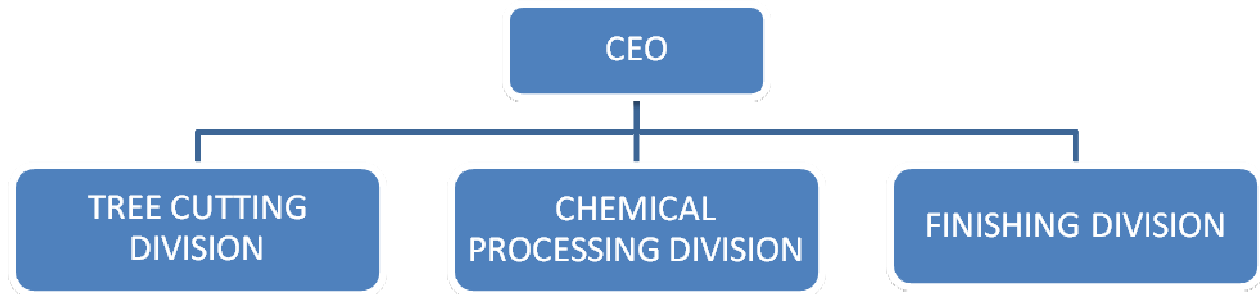 CEO
TREE CUTTING
DIVISION
CHEMICAL
PROCESSING DIVISION
FINISHING DIVISION